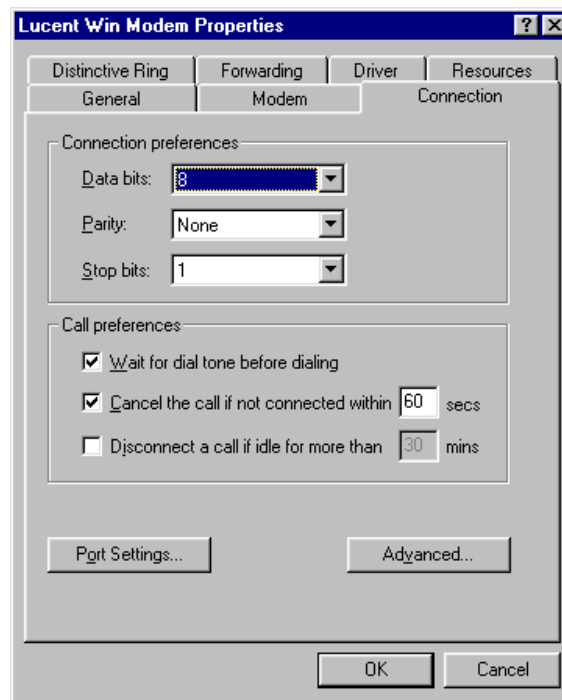 Lucent Win Modem Properties
Distinctive Ring Forwarding Driver Resources
General Modem Connection
Connection preferences
Data bits: 8
Parity: None
Stop bits: 1
Call preferences
Wait for dial tone before dialing
Cancel the call if not connected within 60 secs
Disconnect a call if idle for more than 30 mins
Port Settings... Advanced...
OK Cancel